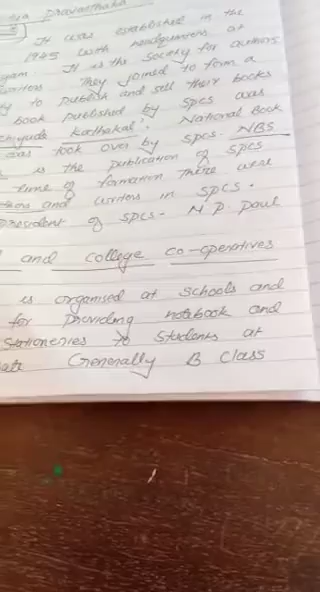 Pravarthaka
It was established in the
1945 with headquarters at
It is the society for authors
writers They joined to form a
to publish and sell their books
book published by SPCS was
Kathakal'. National Book
was took over by SPCS. NBS
is the publication of SPCS
time of formation there were
and writers in SPCS.
president of SPCS - N P Paul
and college co-operatives
is organised at schools and
for providing notebook and
stationeries to students at
Generally B class